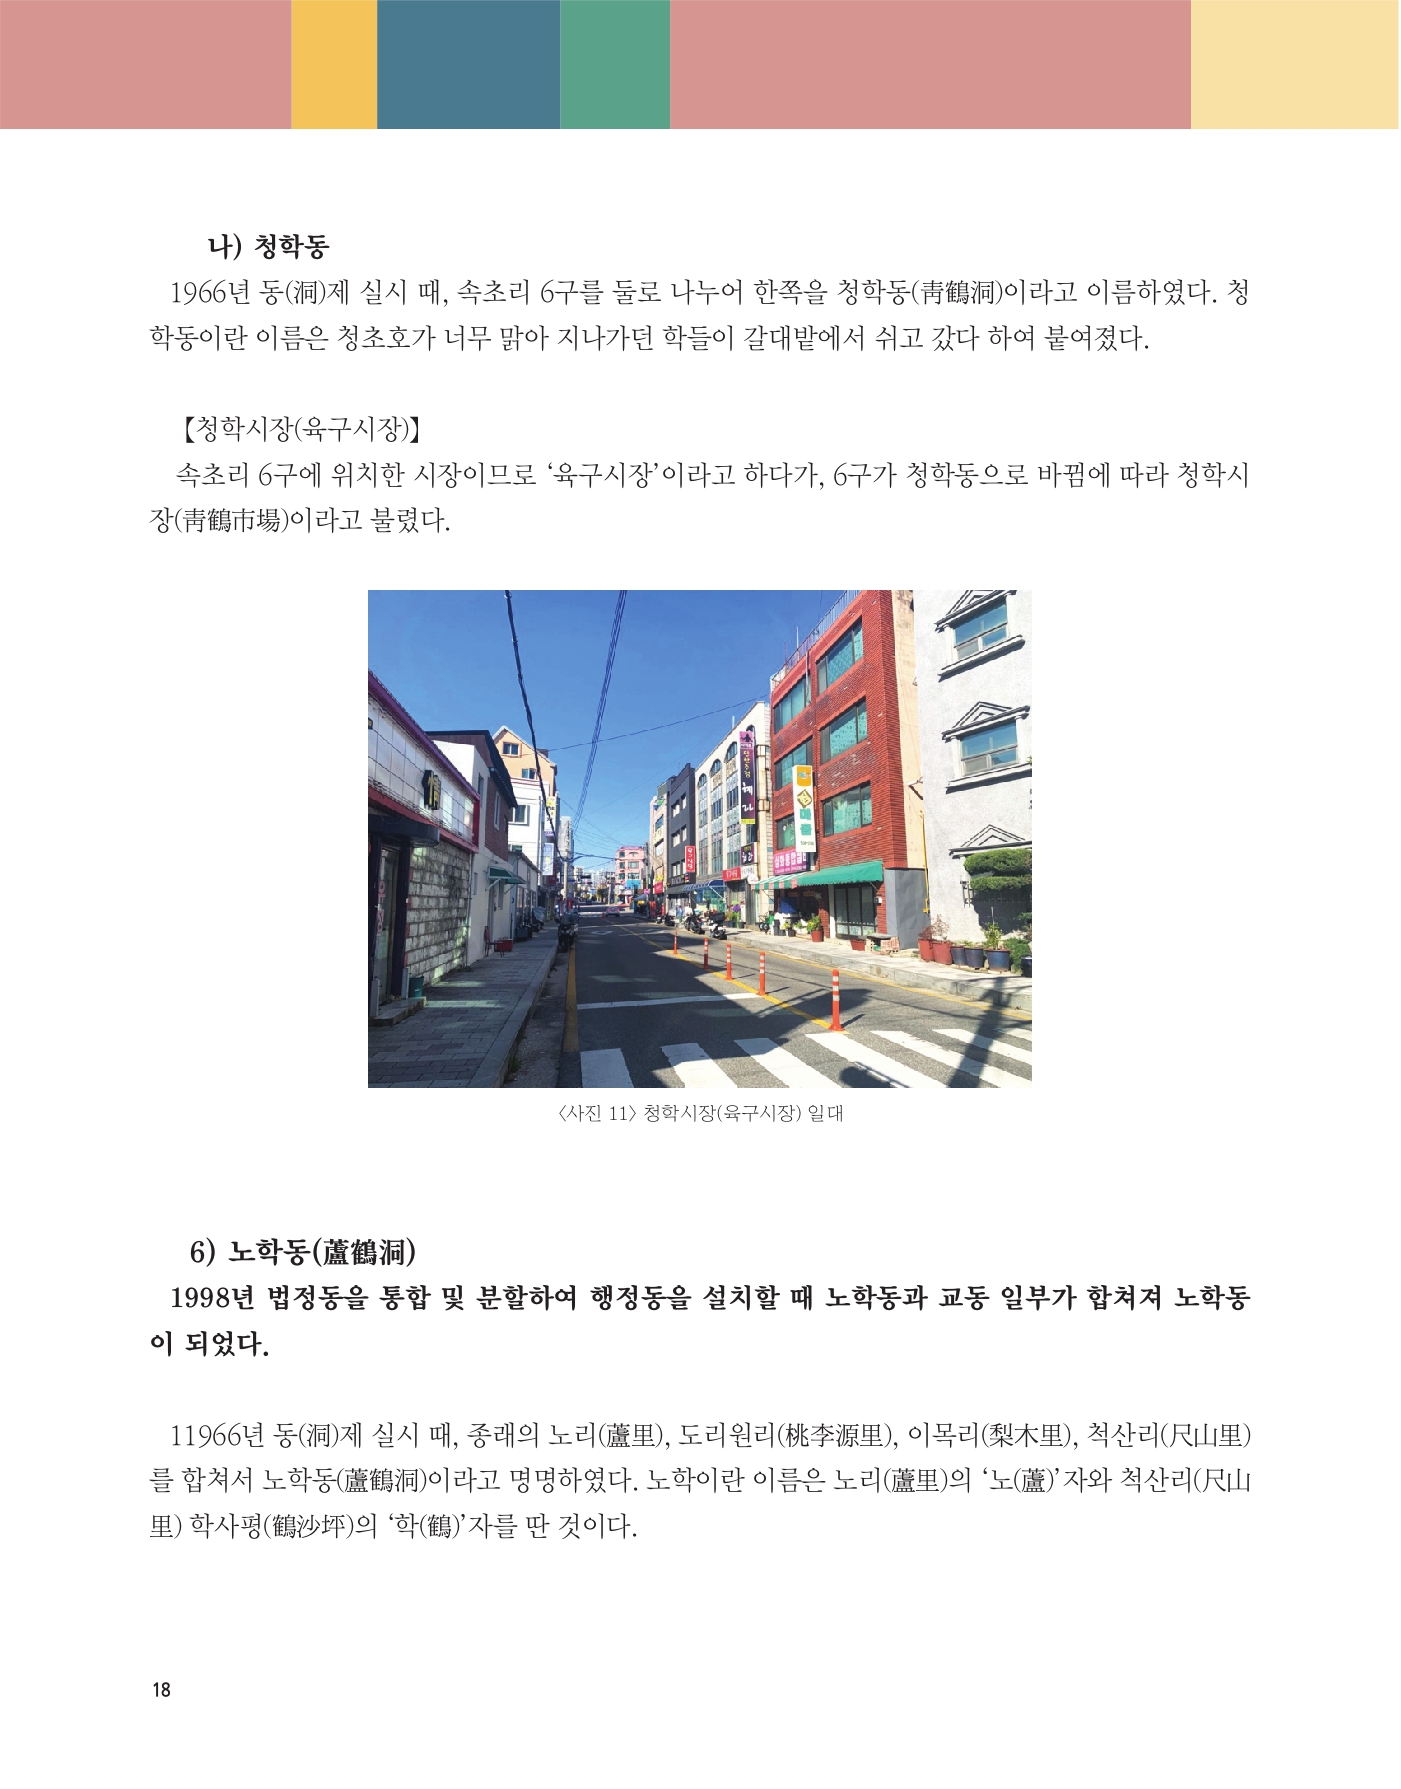 나) 청학동
1966년 동(洞)제 실시 때, 속초리 6구를 둘로 나누어 한쪽을 청학동(靑鶴洞)이라고 이름하였다. 청
학동이란 이름은 청초호가 너무 맑아 지나가던 학들이 갈대밭에서 쉬고 갔다 하여 붙여졌다.
【청학시장(육구시장)】
속초리 6구에 위치한 시장이므로 ‘육구시장’이라고 하다가, 6구가 청학동으로 바뀜에 따라 청학시
장(靑鶴市場)이라고 불렸다.
<사진 11> 청학시장(육구시장) 일대
6) 노학동(蘆鶴洞)
1998년 법정동을 통합 및 분할하여 행정동을 설치할 때 노학동과 교동 일부가 합쳐져 노학동
이 되었다.
11966년 동(洞)제 실시 때, 종래의 노리(蘆里), 도리원리(桃李源里), 이목리(梨木里), 척산리(尺山里)
를 합쳐서 노학동(蘆鶴洞)이라고 명명하였다. 노학이란 이름은 노리(蘆里)의 ‘노(蘆)’자와 척산리(尺山
里) 학사평(鶴沙坪)의 ‘학(鶴)’자를 딴 것이다.
18